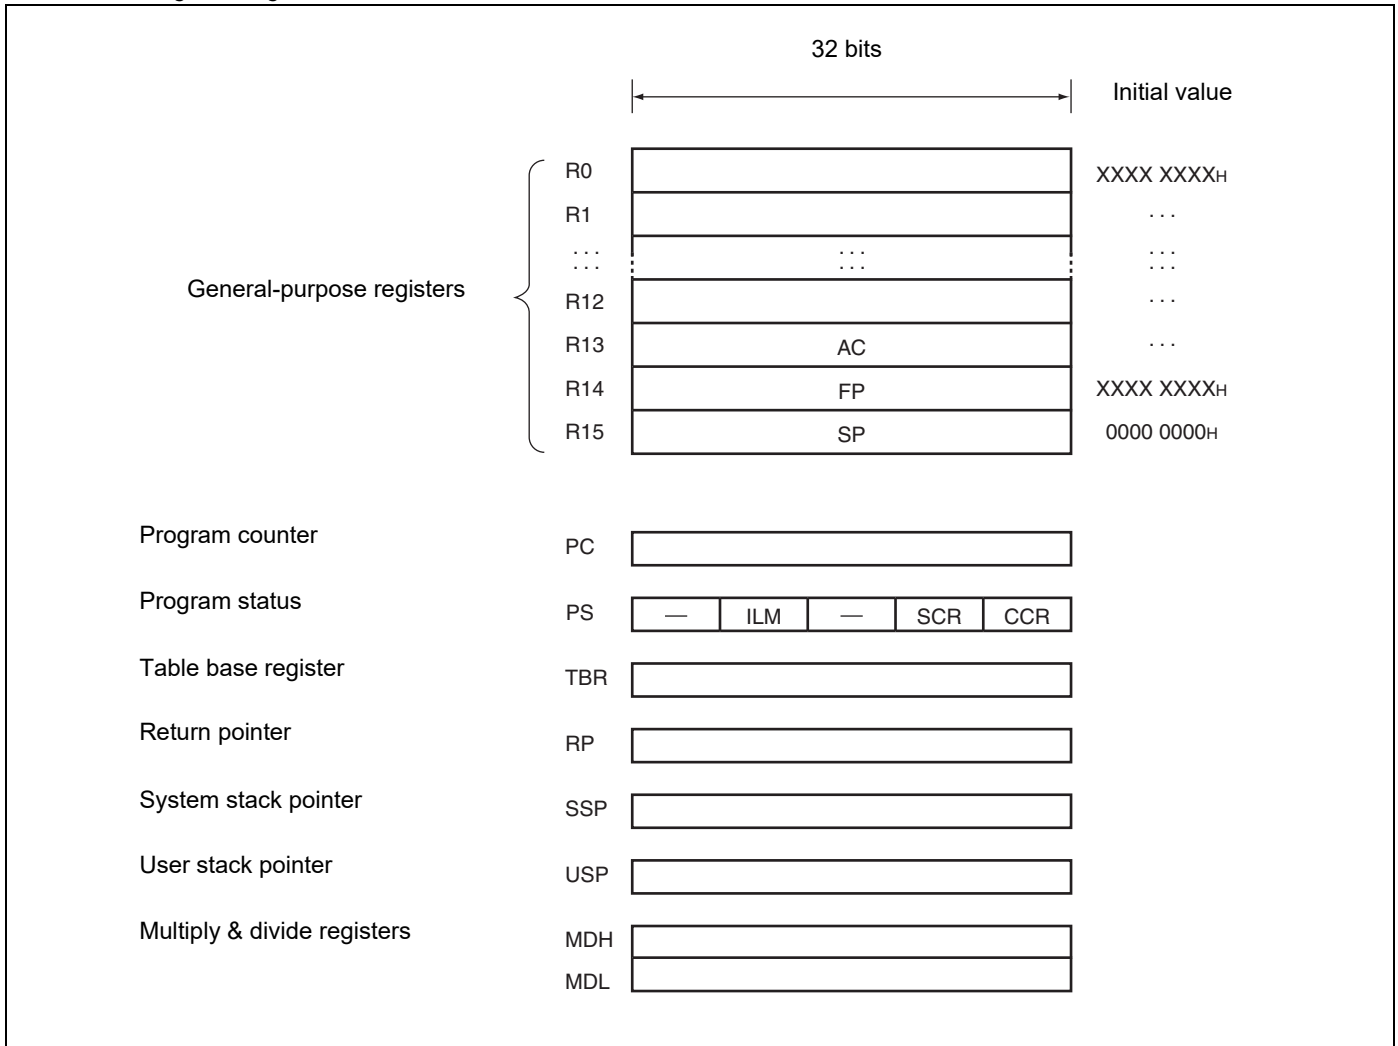 32 bits
Initial value
R0 XXXX XXXXH
R1 ...
... ... ...
... ... ...
General-purpose registers
R12 ...
R13 AC ...
R14 FP XXXX XXXXH
R15 SP 0000 0000H
Program counter PC
Program status PS — ILM — SCR CCR
Table base register TBR
Return pointer RP
System stack pointer SSP
User stack pointer USP
Multiply & divide registers MDH
MDL